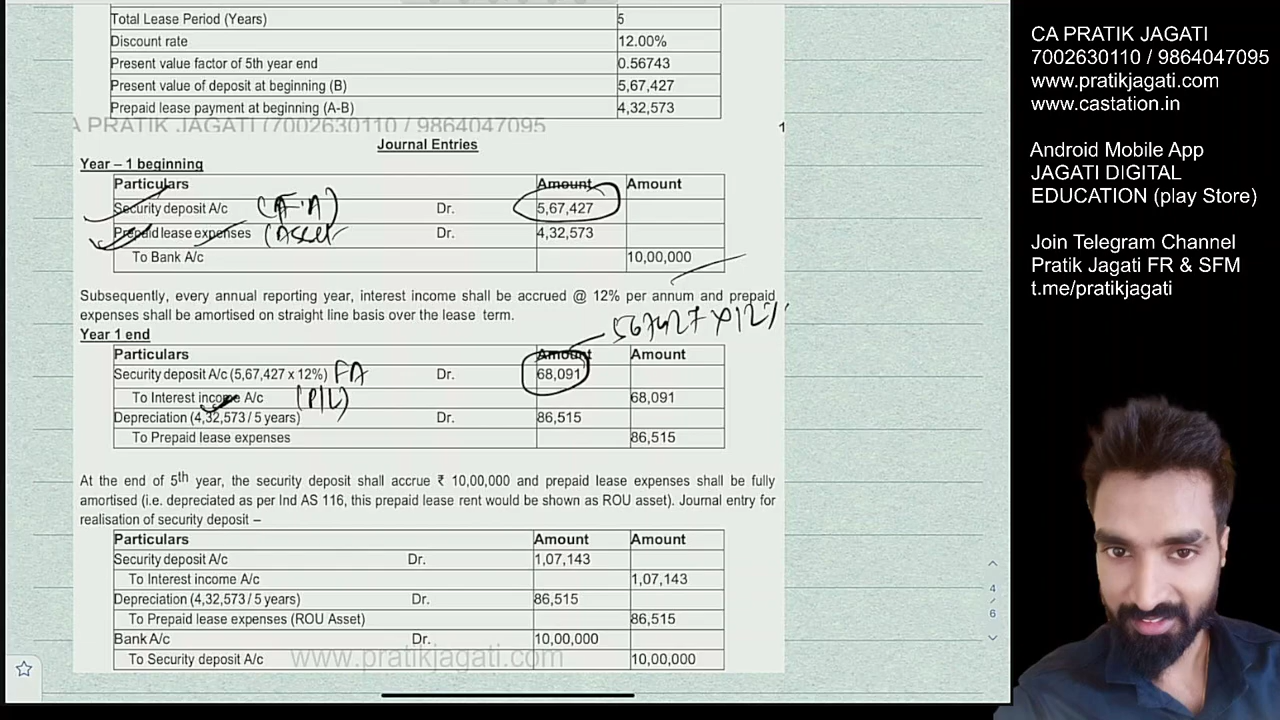 Total Lease Period (Years) 5
Discount rate 12.00%
Present value factor of 5th year end 0.56743
Present value of deposit at beginning (B) 5,67,427
Prepaid lease payment at beginning (A-B) 4,32,573
A PRATIK JAGATI (7002630110 / 9864047095
1
Journal Entries
Year – 1 beginning
Particulars Amount Amount
Security deposit A/c (F.A) Dr. 5,67,427
Prepaid lease expenses (Asset Dr. 4,32,573
To Bank A/c 10,00,000
Subsequently, every annual reporting year, interest income shall be accrued @ 12% per annum and prepaid
expenses shall be amortised on straight line basis over the lease term.
567427 x 12%
Year 1 end
Particulars Amount Amount
Security deposit A/c (5,67,427 x 12%) FA Dr. 68,091
To Interest income A/c (P/L) 68,091
Depreciation (4,32,573 / 5 years) Dr. 86,515
To Prepaid lease expenses 86,515
At the end of 5th year, the security deposit shall accrue ₹ 10,00,000 and prepaid lease expenses shall be fully
amortised (i.e. depreciated as per Ind AS 116, this prepaid lease rent would be shown as ROU asset). Journal entry for
realisation of security deposit –
Particulars Amount Amount
Security deposit A/c Dr. 1,07,143
To Interest income A/c 1,07,143
Depreciation (4,32,573 / 5 years) Dr. 86,515
To Prepaid lease expenses (ROU Asset) 86,515
Bank A/c Dr. 10,00,000
To Security deposit A/c 10,00,000
www.pratikjagati.com
4
/
6
CA PRATIK JAGATI
7002630110 / 9864047095
www.pratikjagati.com
www.castation.in
Android Mobile App
JAGATI DIGITAL
EDUCATION (play Store)
Join Telegram Channel
Pratik Jagati FR & SFM
t.me/pratikjagati